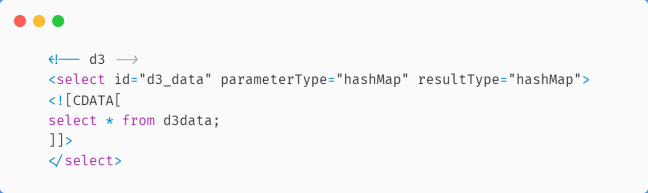 <!-- d3 -->
<select id="d3_data" parameterType="hashMap" resultType="hashMap">
<![CDATA[
select * from d3data;
]]>
</select>